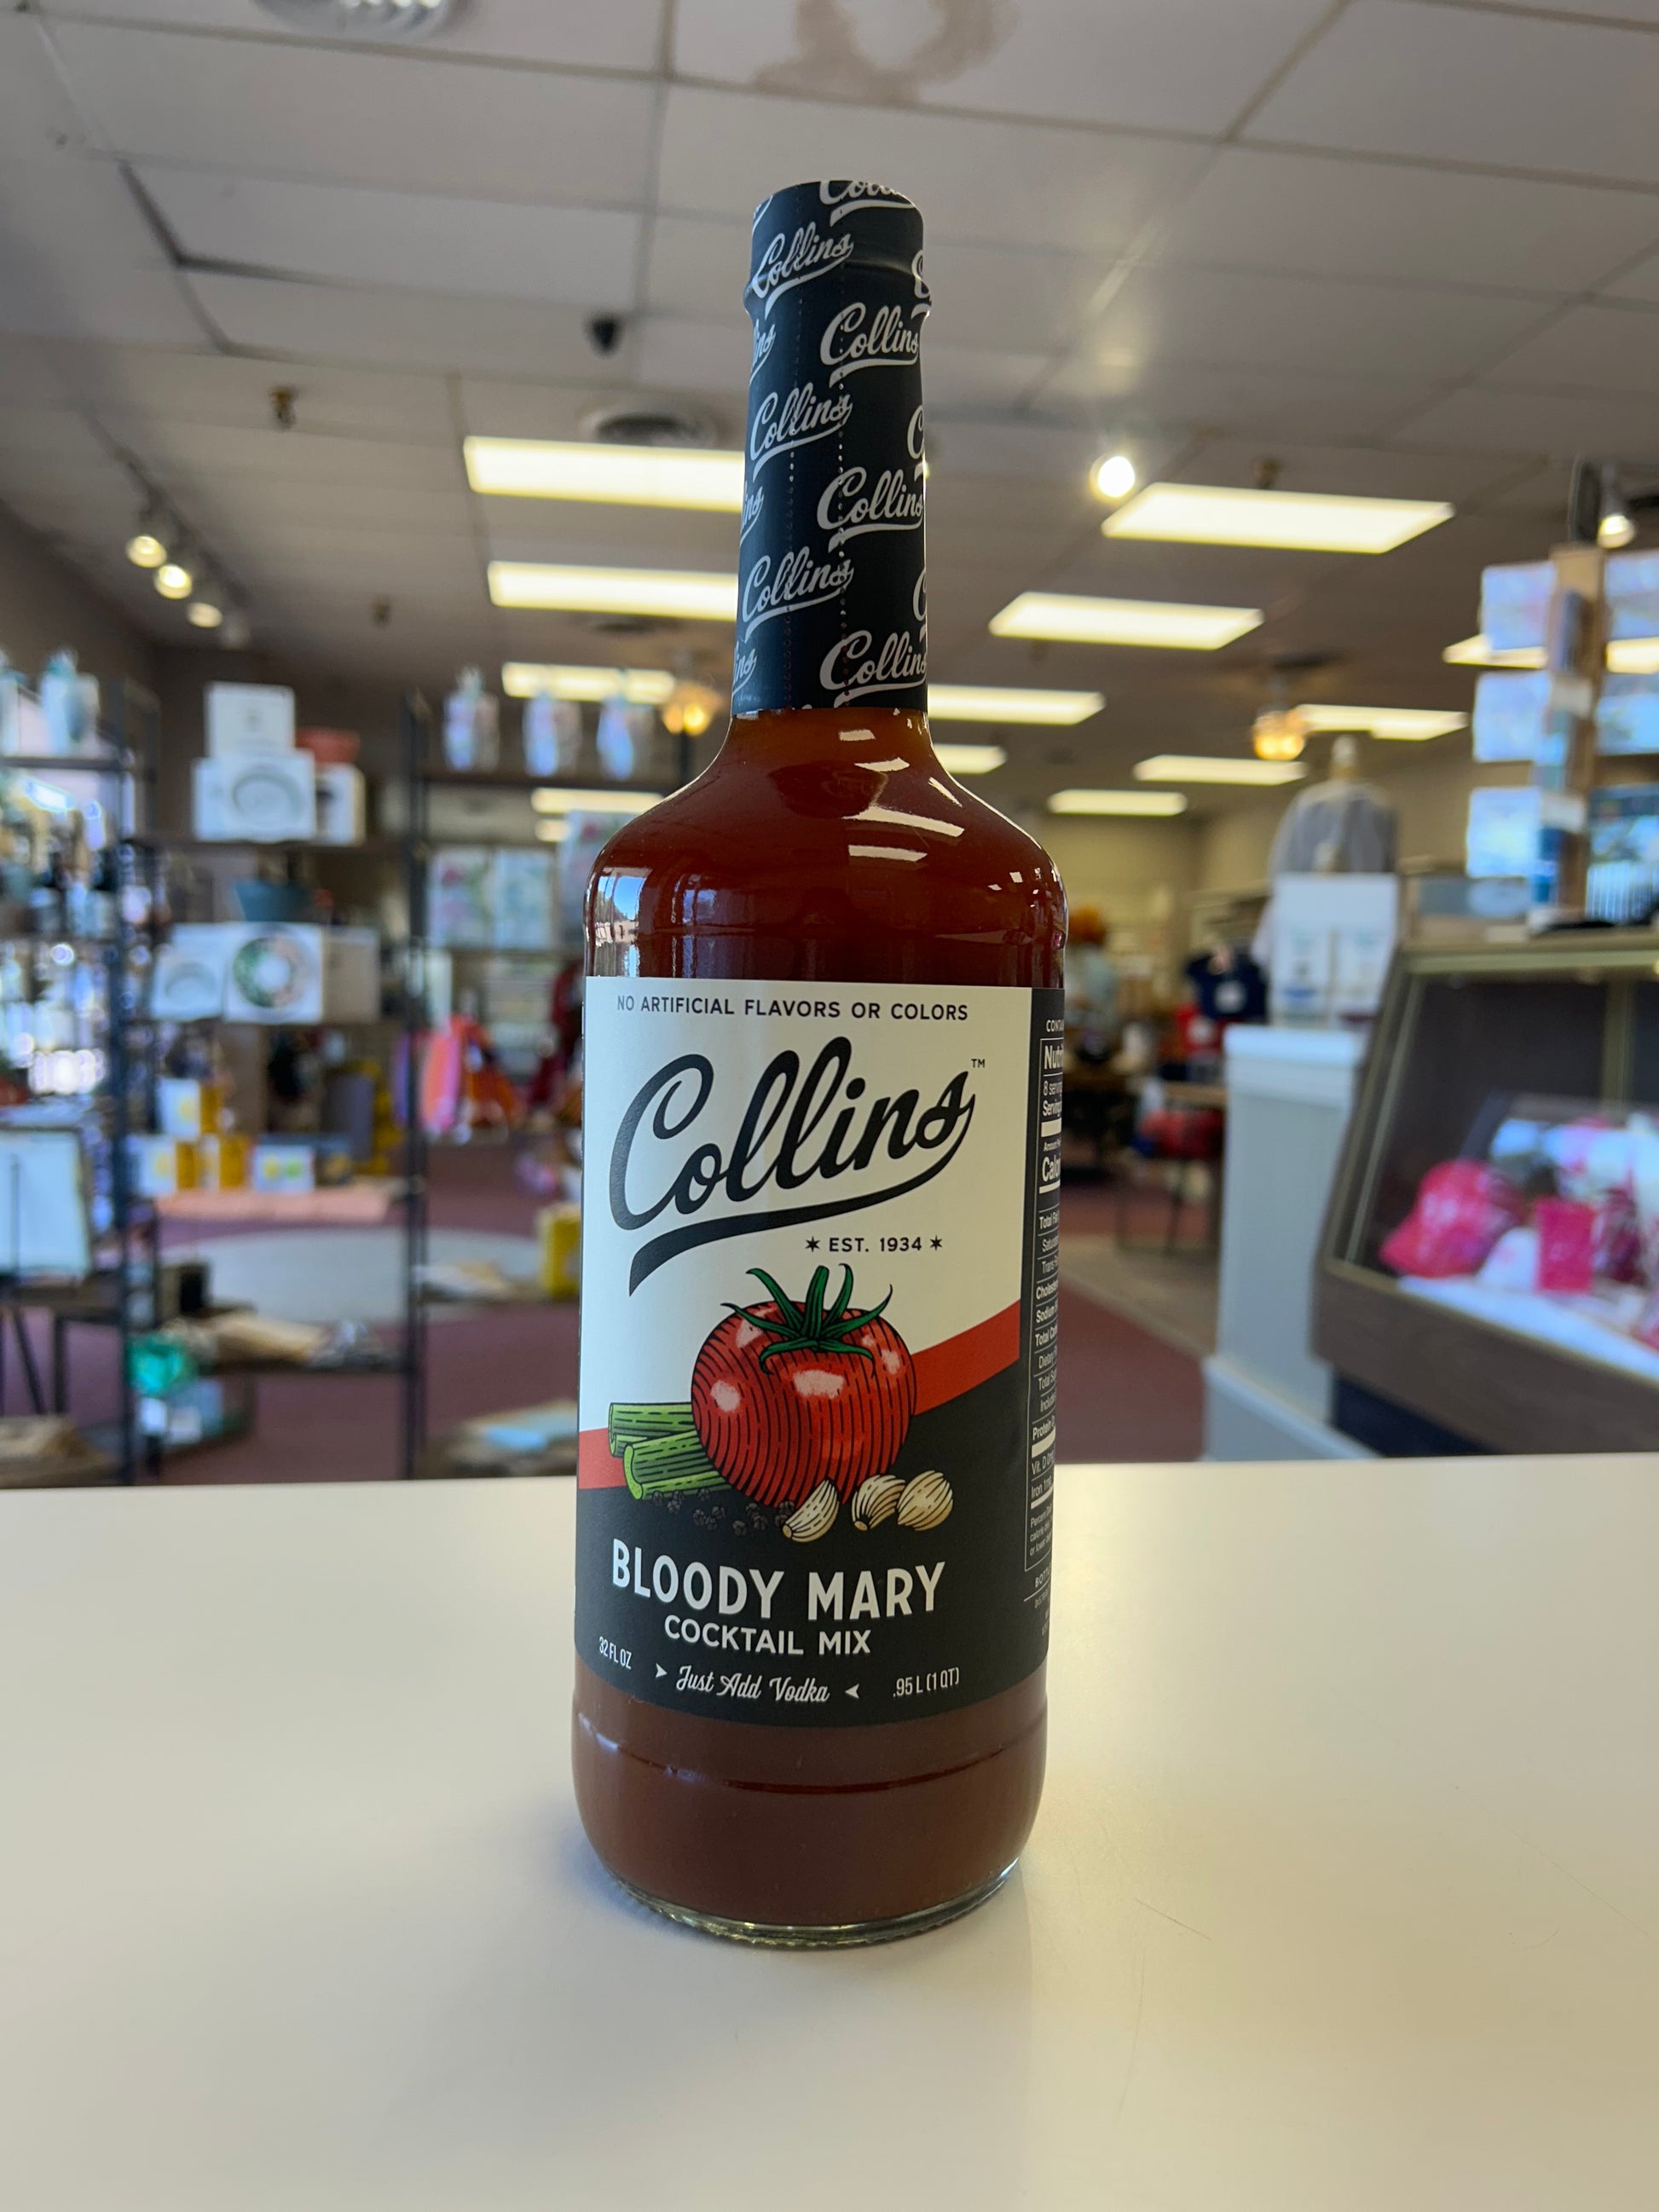 Collins
Collins
Collins
Collins
Collins
Collins
NO ARTIFICIAL FLAVORS OR COLORS
Collins™
✶ EST. 1934 ✶
BLOODY MARY
COCKTAIL MIX
32 FL OZ
➤ Just Add Vodka ➤
.95 L (1 QT)